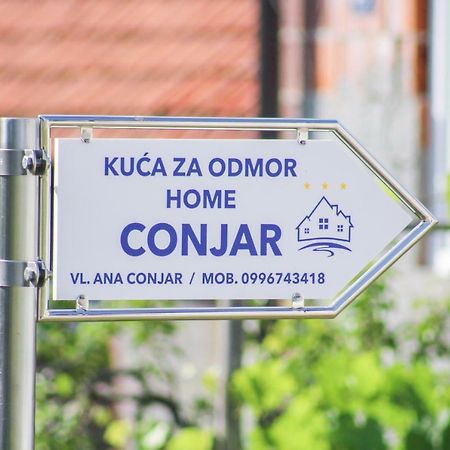 KUĆA ZA ODMOR
HOME
CONJAR
VL. ANA CONJAR / MOB. 0996743418